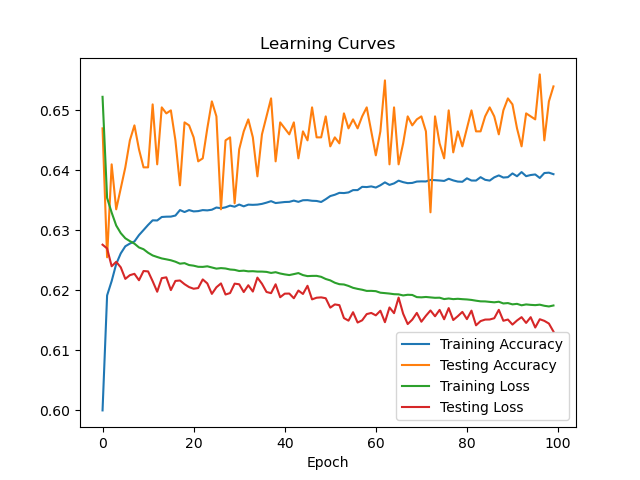 Learning Curves
0.65
0.64
0.63
0.62
0.61
0.60
Training Accuracy
Testing Accuracy
Training Loss
Testing Loss
0 20 40 60 80 100
Epoch